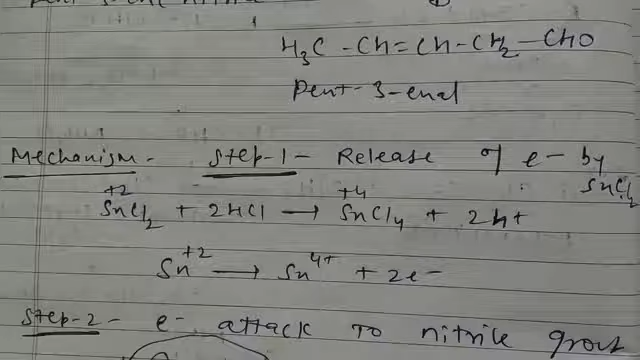 H₃C-CH=CH-CH₂-CHO
Pent-3-enal
Mechanism- Step-1- Release of e- by SnCl₂
+2 +4
SnCl₂ + 2HCl → SnCl₄ + 2H+
Sn⁺² → Sn⁴⁺ + 2e-
Step-2- e- attack to nitrile